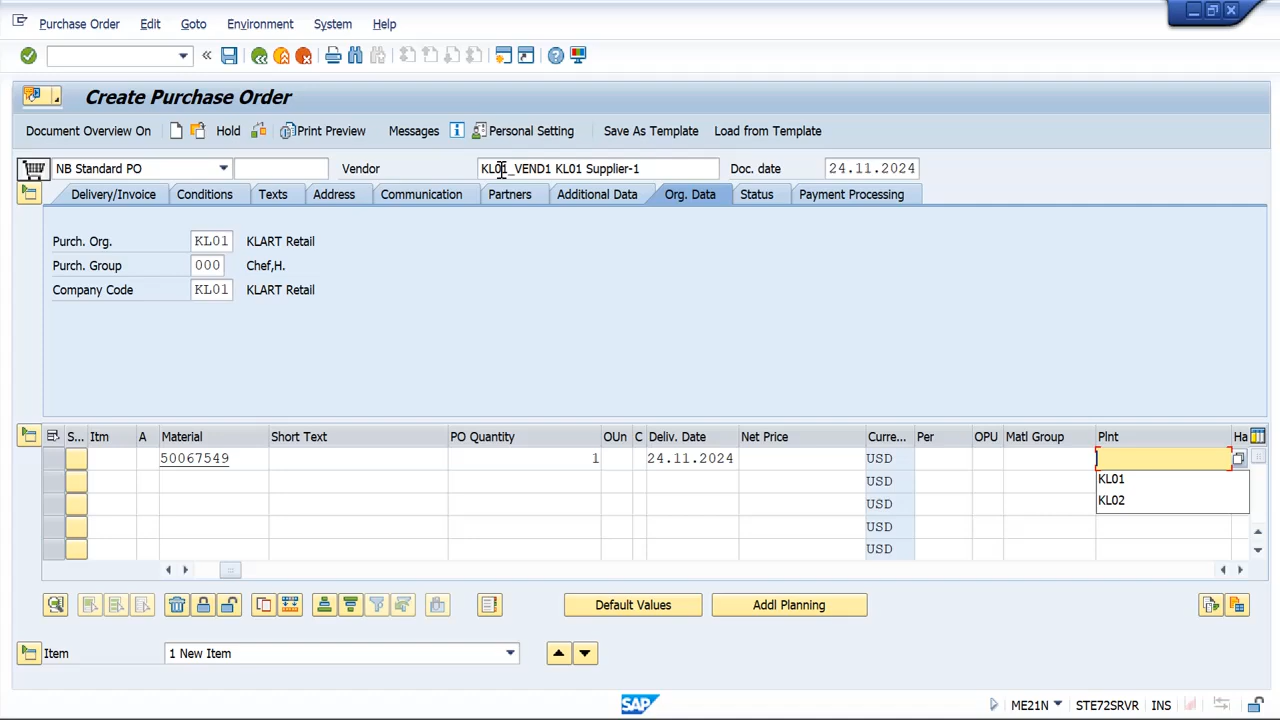 Purchase Order Edit Goto Environment System Help
Create Purchase Order
Document Overview On Hold Print Preview Messages Personal Setting Save As Template Load from Template
NB Standard PO Vendor KL01_VEND1 KL01 Supplier-1 Doc. date 24.11.2024
Delivery/Invoice Conditions Texts Address Communication Partners Additional Data Org. Data Status Payment Processing
Purch. Org. KL01 KLART Retail
Purch. Group 000 Chef,H.
Company Code KL01 KLART Retail
S... Itm A Material Short Text PO Quantity OUn C Deliv. Date Net Price Curre... Per OPU Matl Group Plnt Ha
50067549 1 24.11.2024 USD
USD KL01
USD KL02
USD
USD
Default Values Addl Planning
Item 1 New Item
SAP ME21N STE72SRVR INS